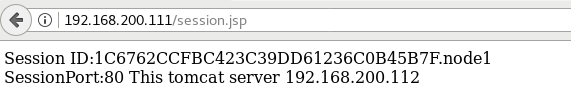 192.168.200.111/session.jsp
Session ID:1C6762CCFBC423C39DD61236C0B45B7F.node1
SessionPort:80 This tomcat server 192.168.200.112